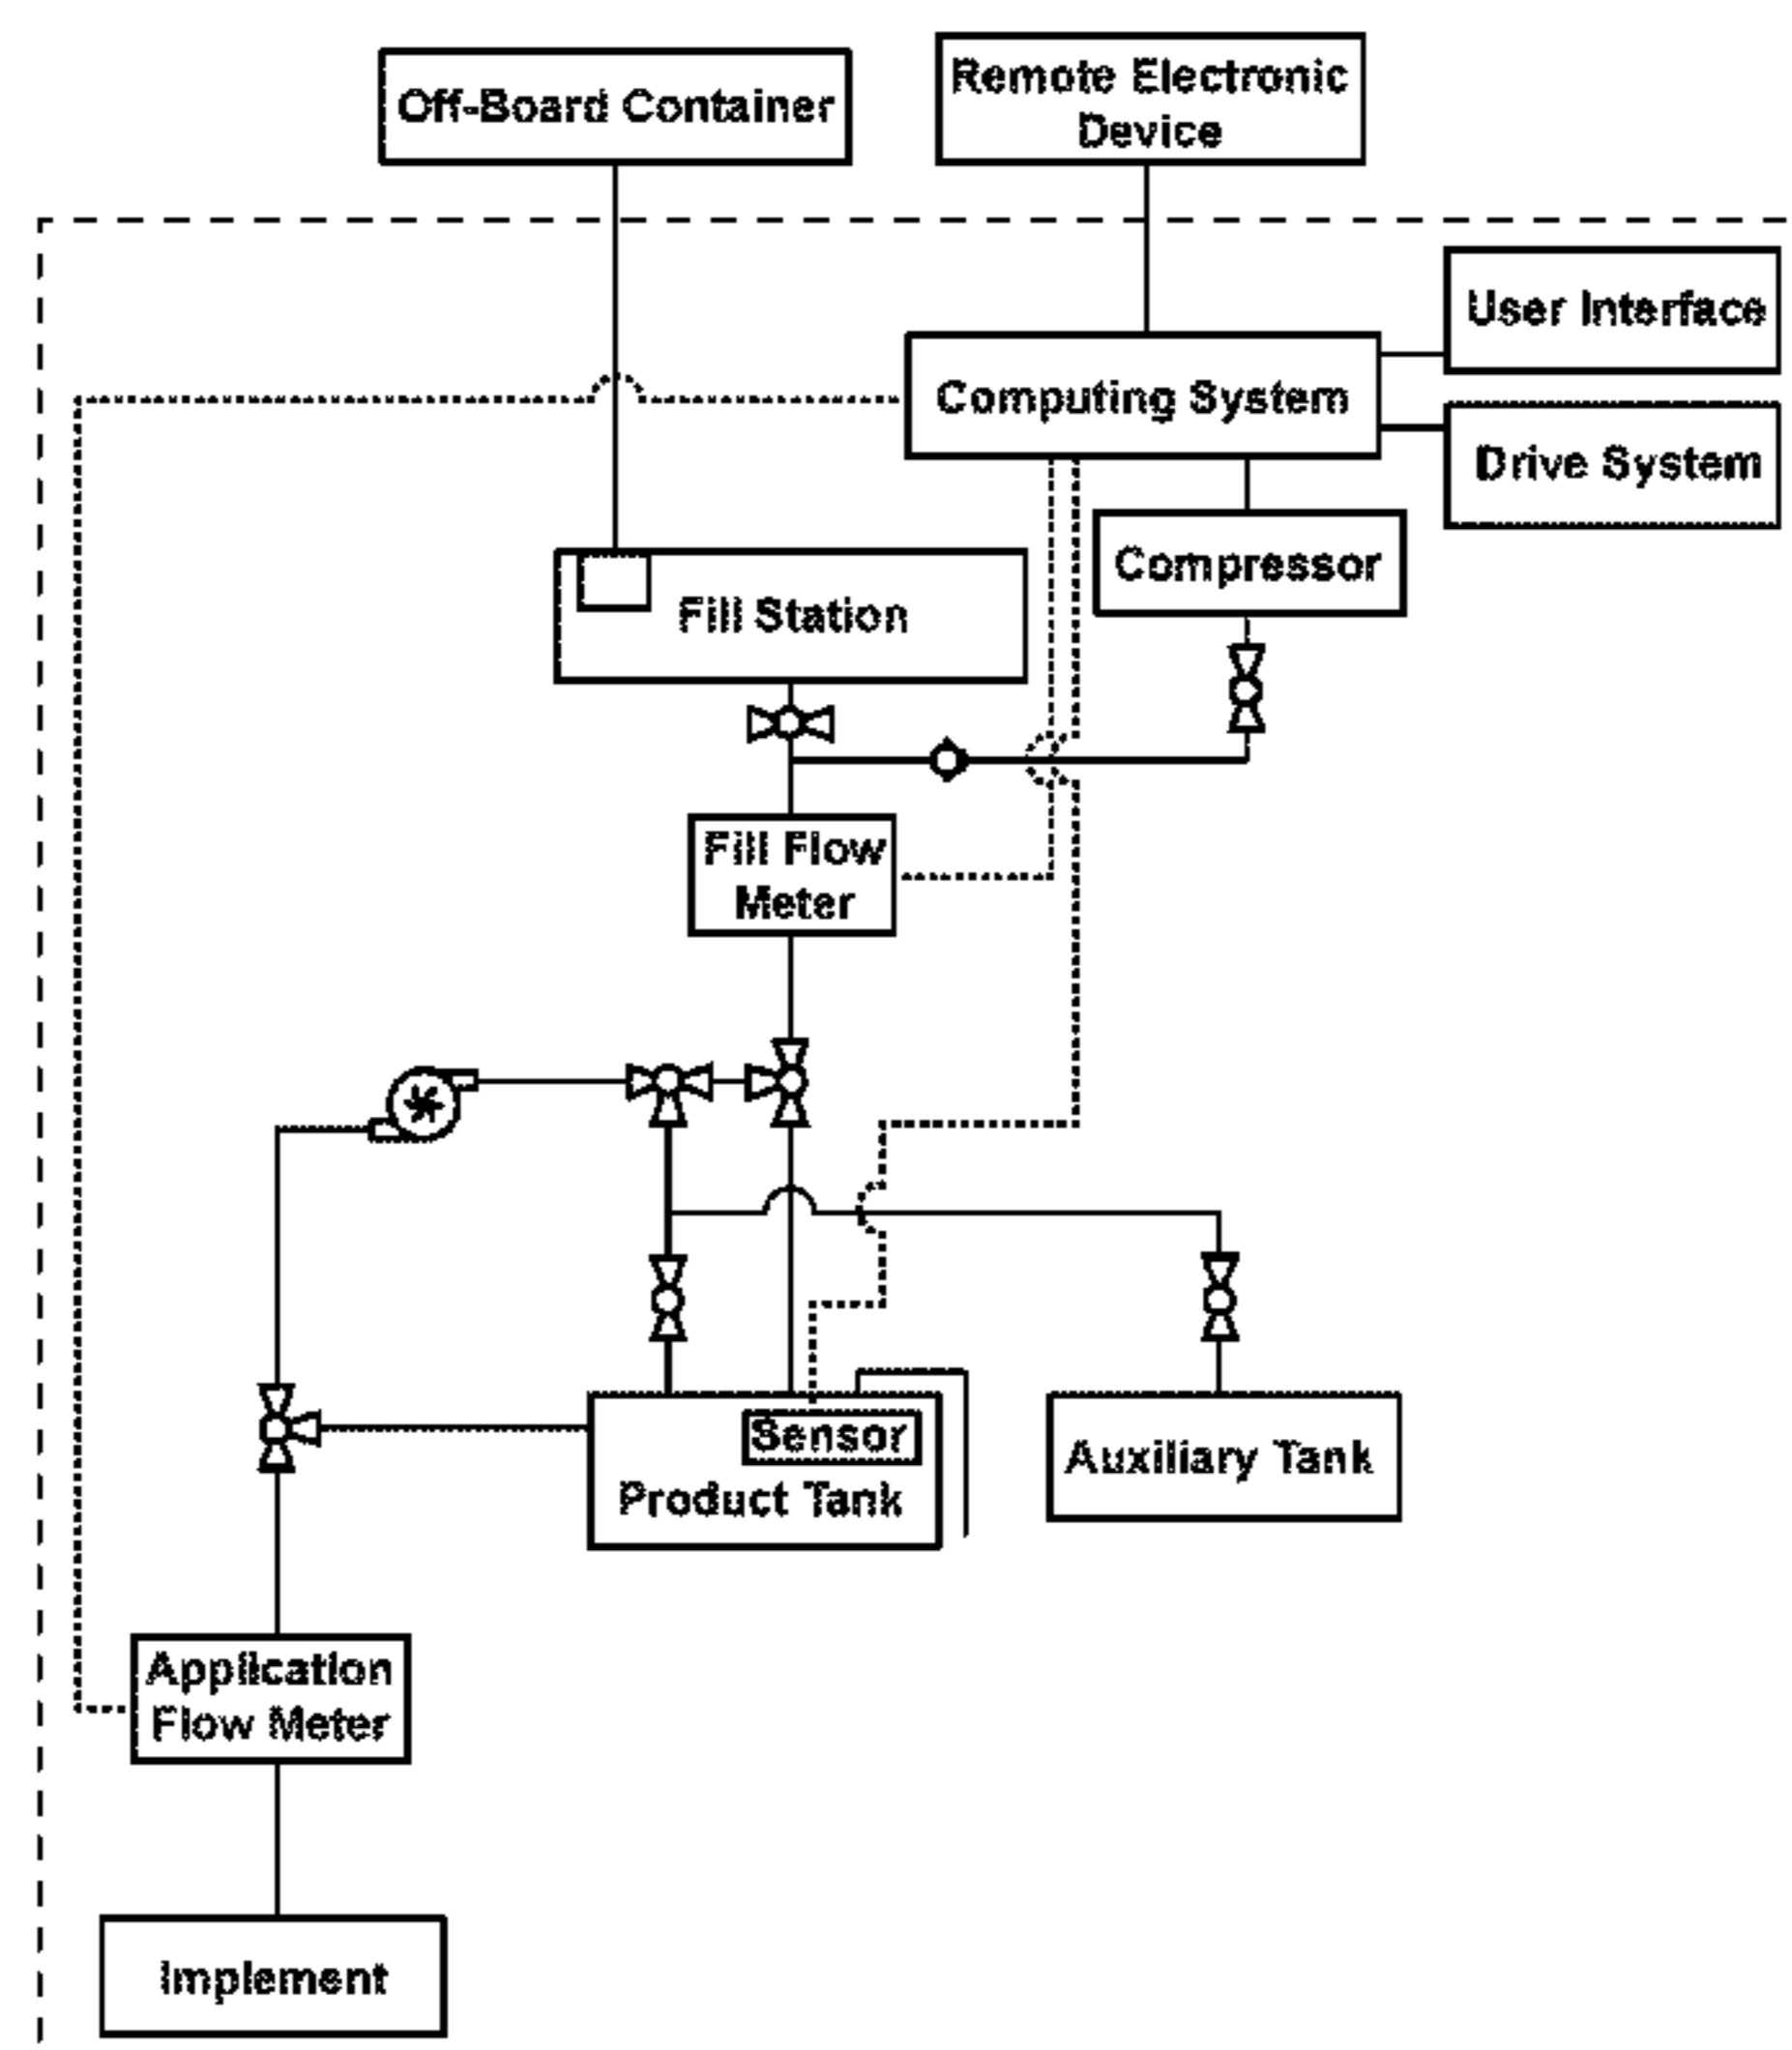 Off-Board Container
Remote Electronic
Device
User Interface
Computing System
Drive System
Compressor
Fill Station
Fill Flow
Meter
Sensor
Product Tank
Auxiliary Tank
Application
Flow Meter
Implement